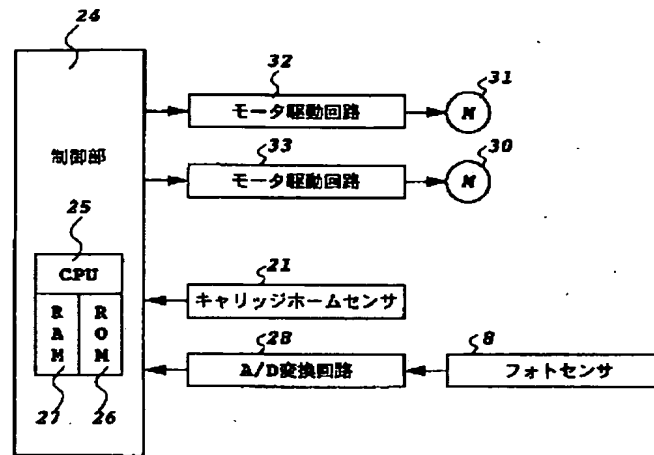 24
制御部
32
モータ駆動回路
31
M
33
モータ駆動回路
30
M
25
CPU
RAM
ROM
27
26
21
キャリッジホームセンサ
28
A/D変換回路
8
フォトセンサ